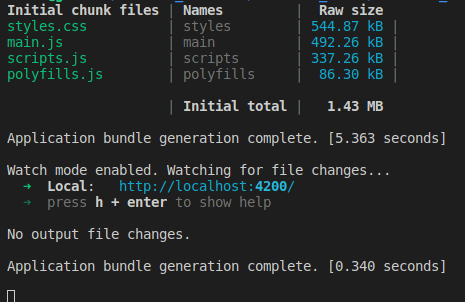 Initial chunk files | Names | Raw size
styles.css | styles | 544.87 kB |
main.js | main | 492.26 kB |
scripts.js | scripts | 337.26 kB |
polyfills.js | polyfills | 86.30 kB |
| Initial total | 1.43 MB
Application bundle generation complete. [5.363 seconds]
Watch mode enabled. Watching for file changes...
➜ Local: http://localhost:4200/
➜ press h + enter to show help
No output file changes.
Application bundle generation complete. [0.340 seconds]